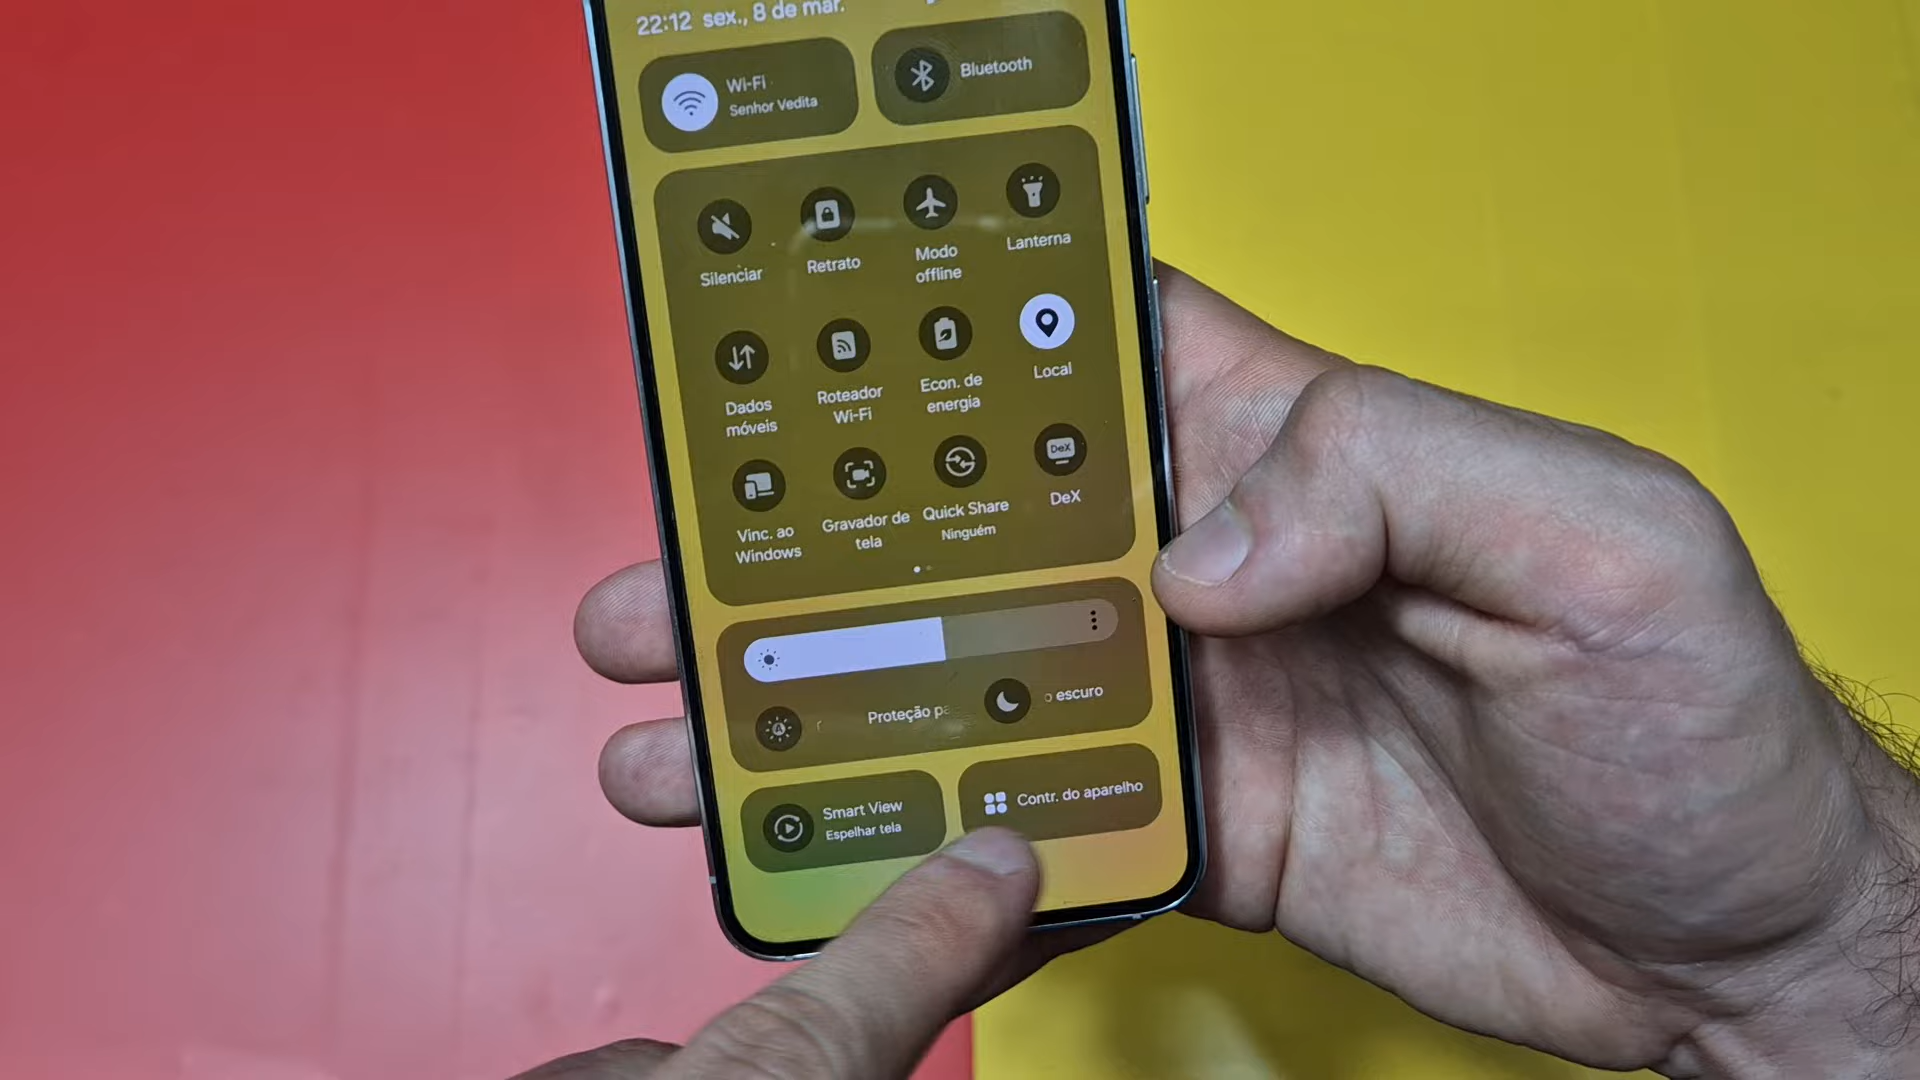 22:12 sex., 8 de mar.
Wi-Fi
Senhor Vedita
Bluetooth
Silenciar
Retrato
Modo
offline
Lanterna
Dados
móveis
Roteador
Wi-Fi
Econ. de
energia
Local
Vinc. ao
Windows
Gravador de
tela
Quick Share
Ninguém
DeX
DeX
Proteção pa
o escuro
Smart View
Espelhar tela
Contr. do aparelho